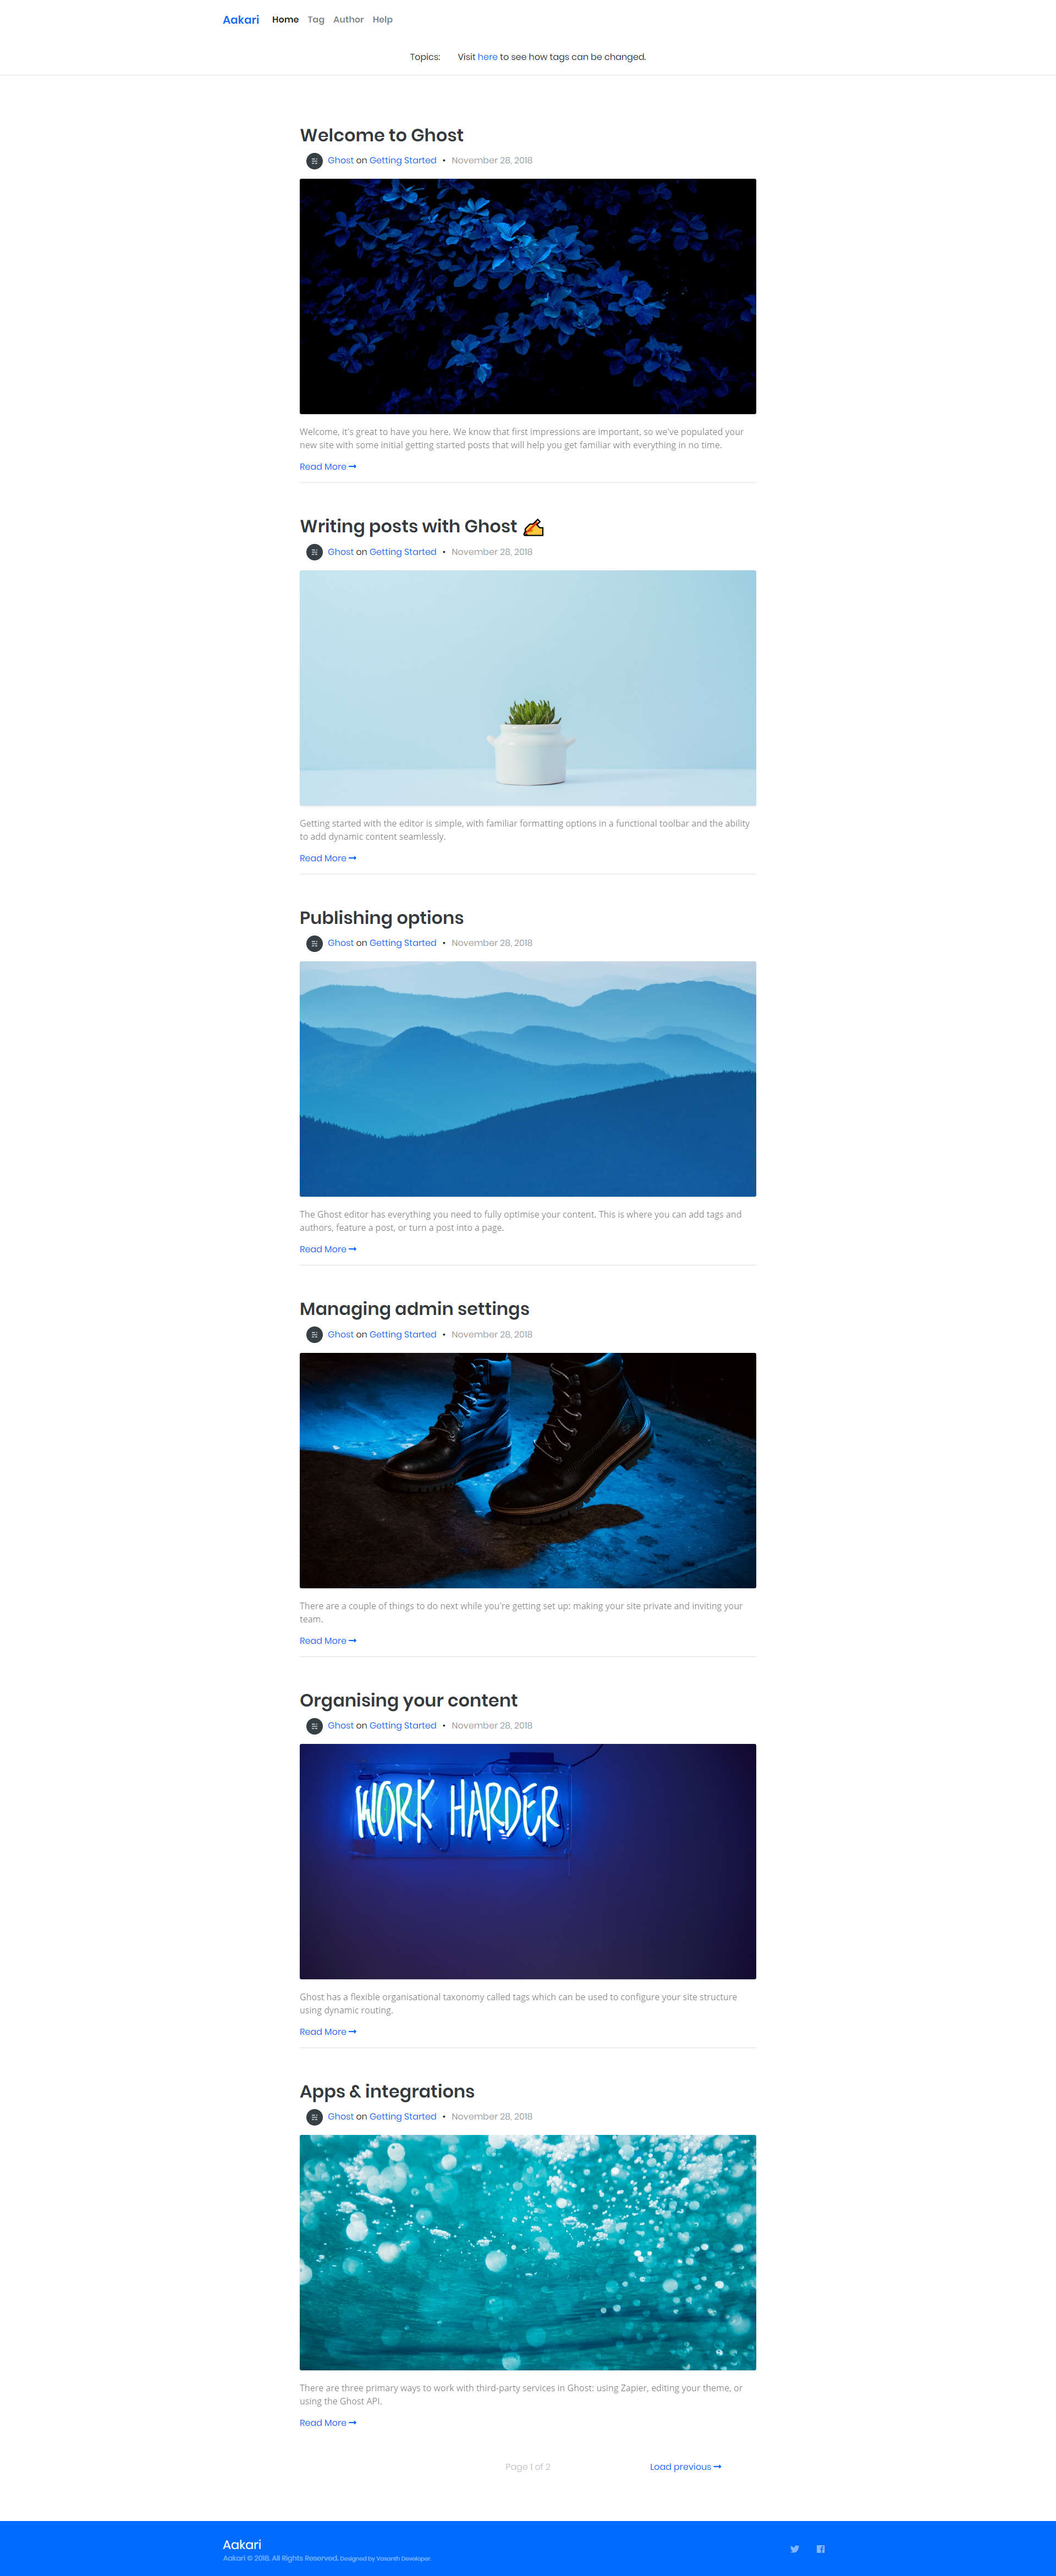 Aakari Home Tag Author Help
Topics: Visit here to see how tags can be changed.
Welcome to Ghost
Ghost on Getting Started • November 28, 2018
Welcome, it's great to have you here. We know that first impressions are important, so we've populated your
new site with some initial getting started posts that will help you get familiar with everything in no time.
Read More
Writing posts with Ghost ✍️
Ghost on Getting Started • November 28, 2018
Getting started with the editor is simple, with familiar formatting options in a functional toolbar and the ability
to add dynamic content seamlessly.
Read More
Publishing options
Ghost on Getting Started • November 28, 2018
The Ghost editor has everything you need to fully optimise your content. This is where you can add tags and
authors, feature a post, or turn a post into a page.
Read More
Managing admin settings
Ghost on Getting Started • November 28, 2018
There are a couple of things to do next while you're getting set up: making your site private and inviting your
team.
Read More
Organising your content
Ghost on Getting Started • November 28, 2018
WORK HARDER
Ghost has a flexible organisational taxonomy called tags which can be used to configure your site structure
using dynamic routing.
Read More
Apps & integrations
Ghost on Getting Started • November 28, 2018
There are three primary ways to work with third-party services in Ghost: using Zapier, editing your theme, or
using the Ghost API.
Read More
Page 1 of 2 Load previous
Aakari
Aakari © 2018. All Rights Reserved. Designed by Vasanth Developer.